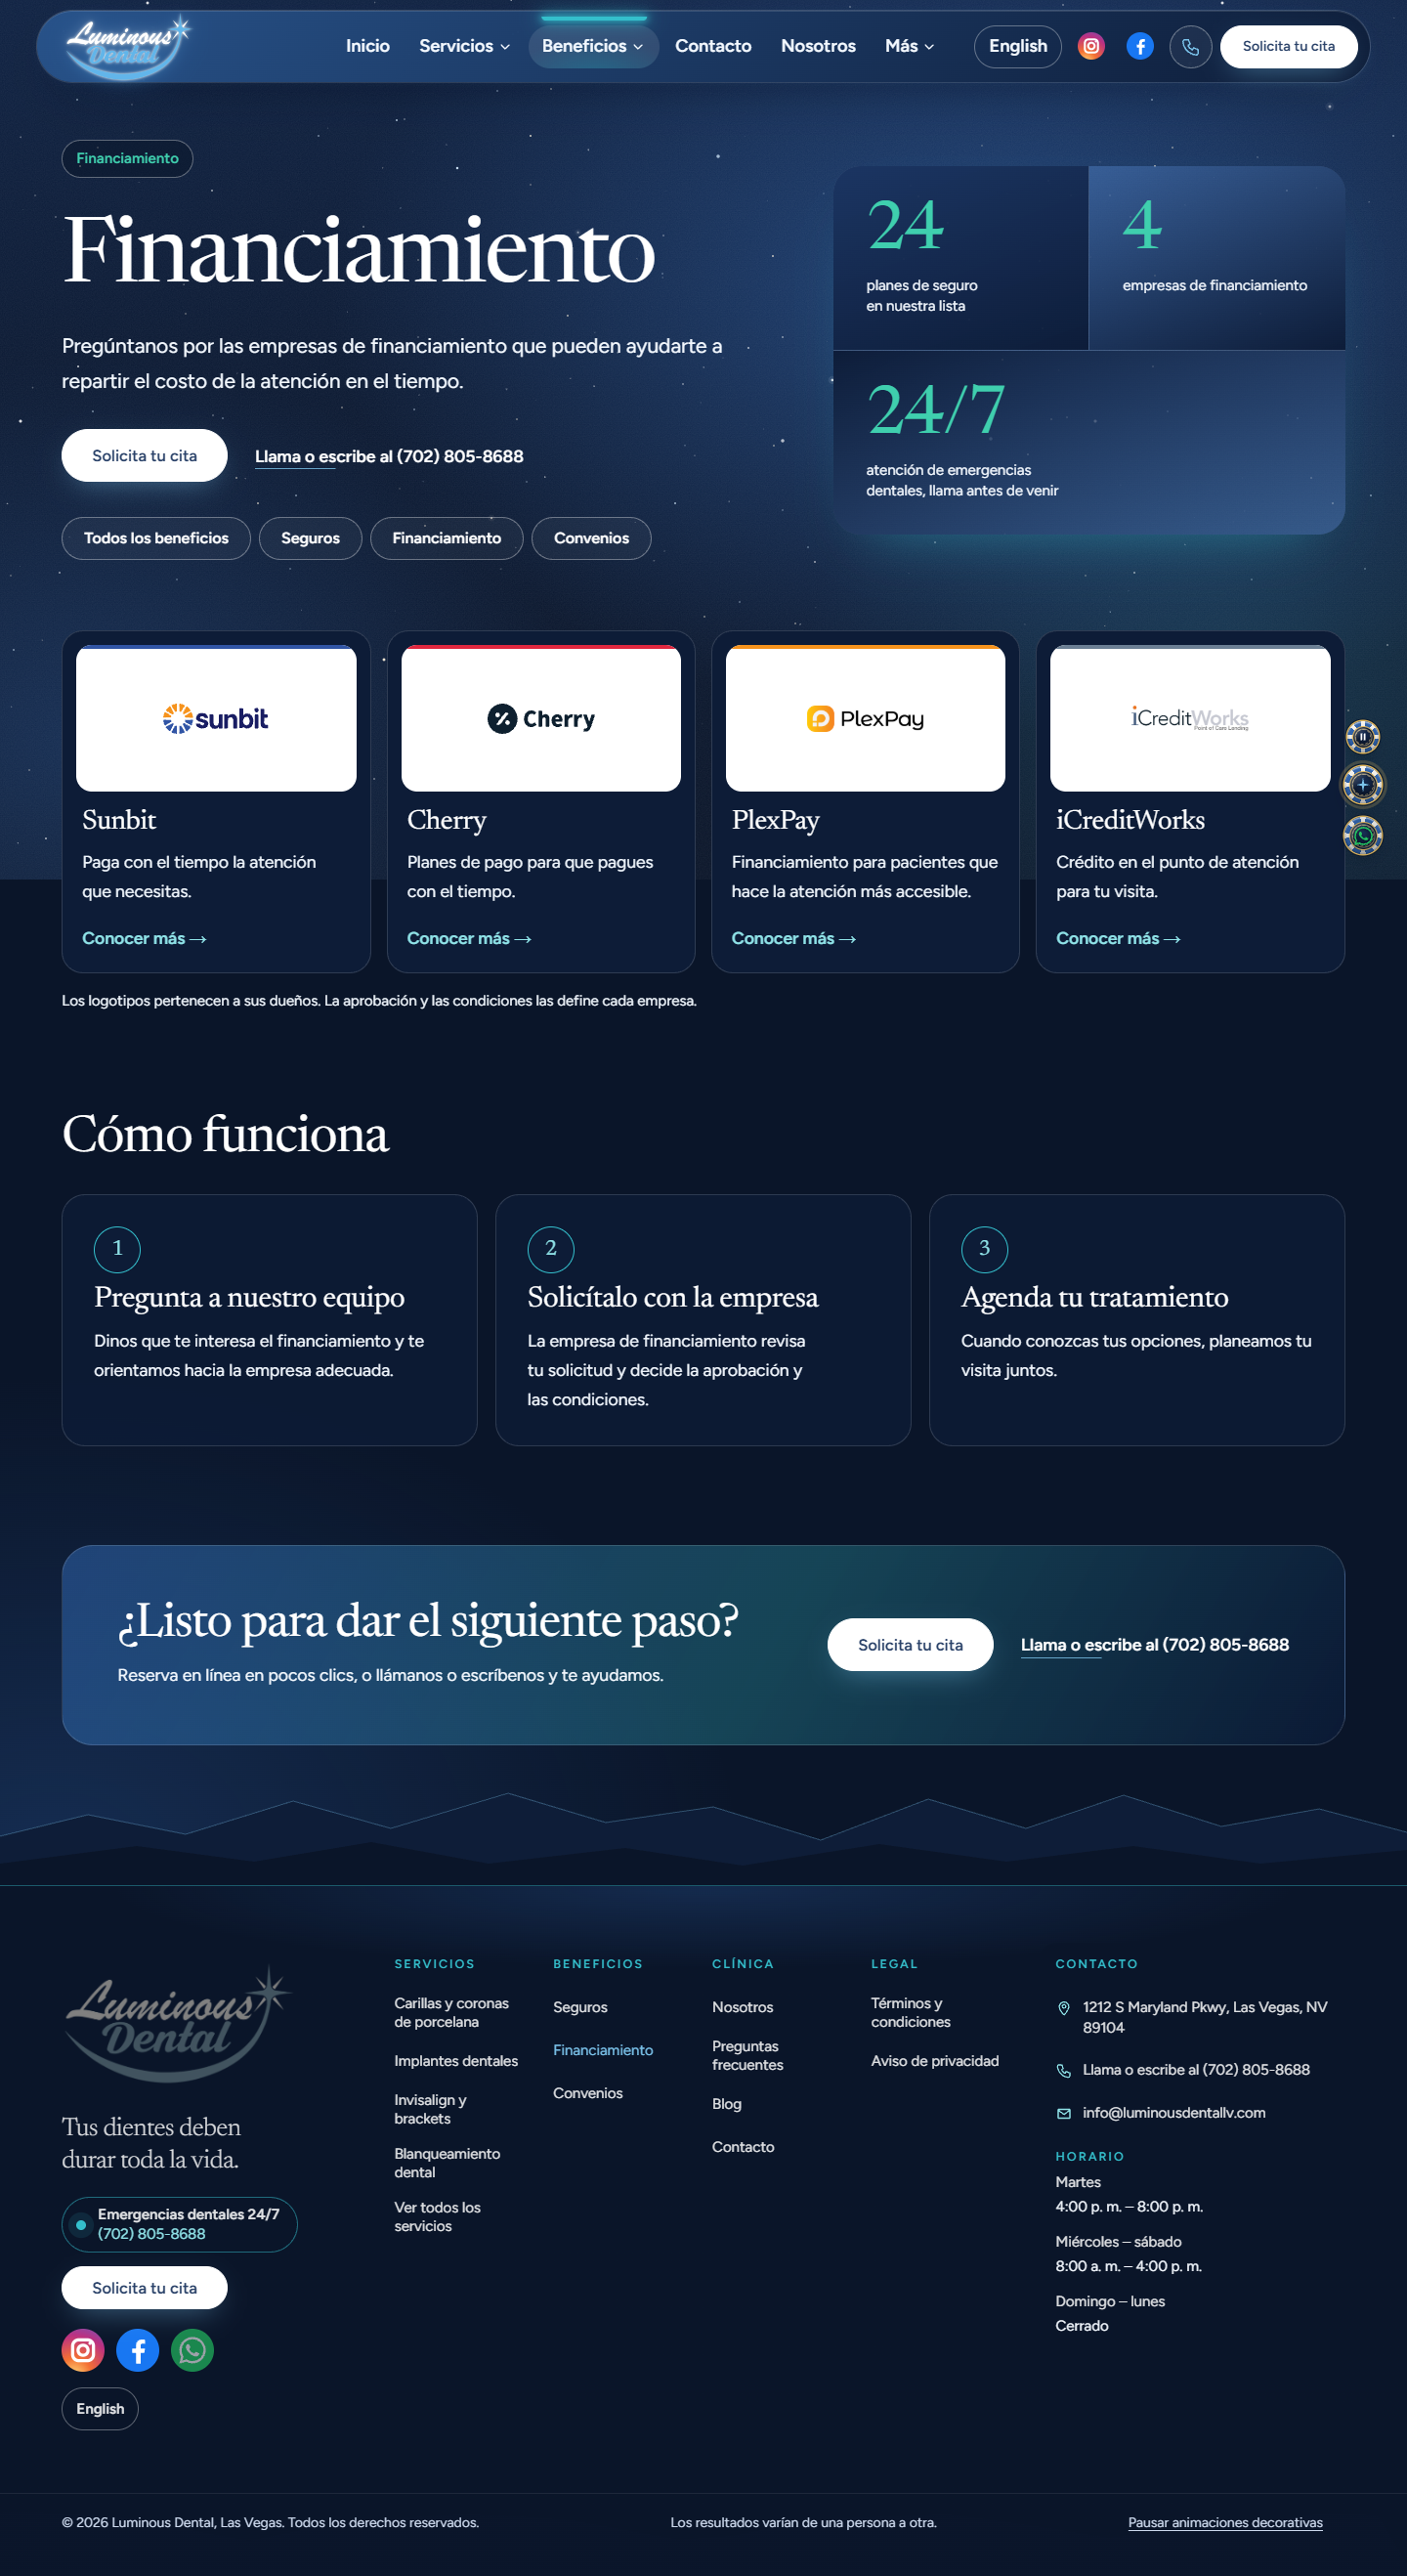 Luminous
Dental
Inicio
Servicios
Beneficios
Contacto
Nosotros
Más
English
Solicita tu cita
Financiamiento
Financiamiento
Pregúntanos por las empresas de financiamiento que pueden ayudarte a
repartir el costo de la atención en el tiempo.
Solicita tu cita
Llama o escribe al (702) 805-8688
Todos los beneficios
Seguros
Financiamiento
Convenios
24
planes de seguro
en nuestra lista
4
empresas de financiamiento
24/7
atención de emergencias
dentales, llama antes de venir
sunbit
Sunbit
Paga con el tiempo la atención
que necesitas.
Conocer más →
Cherry
Cherry
Planes de pago para que pagues
con el tiempo.
Conocer más →
PlexPay
PlexPay
Financiamiento para pacientes que
hace la atención más accesible.
Conocer más →
iCreditWorks
Point of Care Lending
iCreditWorks
Crédito en el punto de atención
para tu visita.
Conocer más →
Los logotipos pertenecen a sus dueños. La aprobación y las condiciones las define cada empresa.
Cómo funciona
1
Pregunta a nuestro equipo
Dinos que te interesa el financiamiento y te
orientamos hacia la empresa adecuada.
2
Solicítalo con la empresa
La empresa de financiamiento revisa
tu solicitud y decide la aprobación y
las condiciones.
3
Agenda tu tratamiento
Cuando conozcas tus opciones, planeamos tu
visita juntos.
¿Listo para dar el siguiente paso?
Reserva en línea en pocos clics, o llámanos o escríbenos y te ayudamos.
Solicita tu cita
Llama o escribe al (702) 805-8688
Luminous
Dental
Tus dientes deben
durar toda la vida.
Emergencias dentales 24/7
(702) 805-8688
Solicita tu cita
English
SERVICIOS
Carillas y coronas
de porcelana
Implantes dentales
Invisalign y
brackets
Blanqueamiento
dental
Ver todos los
servicios
BENEFICIOS
Seguros
Financiamiento
Convenios
CLÍNICA
Nosotros
Preguntas
frecuentes
Blog
Contacto
LEGAL
Términos y
condiciones
Aviso de privacidad
CONTACTO
1212 S Maryland Pkwy, Las Vegas, NV
89104
Llama o escribe al (702) 805-8688
info@luminousdentallv.com
HORARIO
Martes
4:00 p. m. – 8:00 p. m.
Miércoles – sábado
8:00 a. m. – 4:00 p. m.
Domingo – lunes
Cerrado
© 2026 Luminous Dental, Las Vegas. Todos los derechos reservados.
Los resultados varían de una persona a otra.
Pausar animaciones decorativas